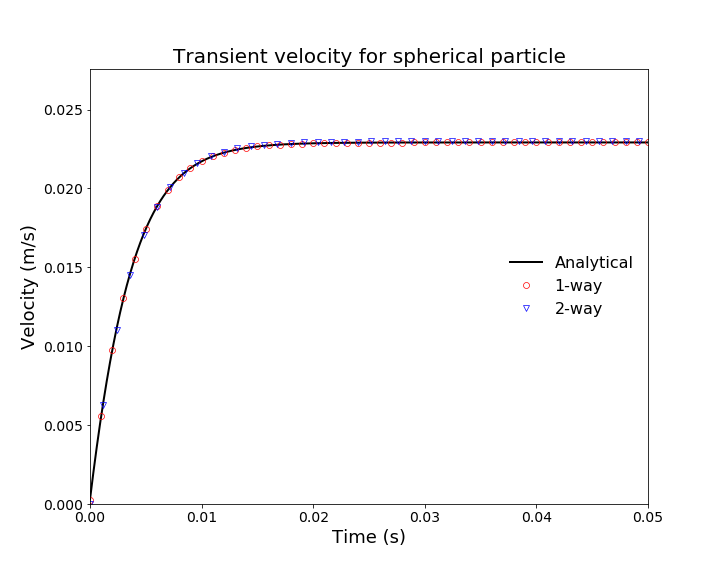 Transient velocity for spherical particle
0.025
0.020
0.015
0.010
0.005
0.000
Velocity (m/s)
Analytical
1-way
2-way
0.00 0.01 0.02 0.03 0.04 0.05
Time (s)